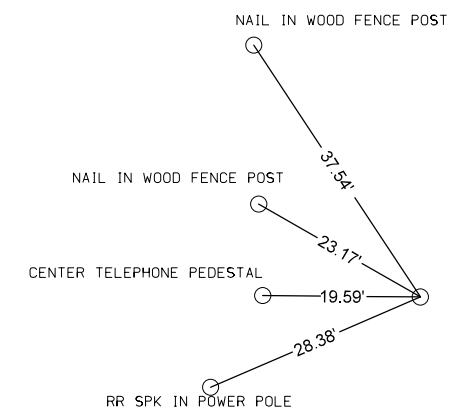 NAIL IN WOOD FENCE POST
37.54'
NAIL IN WOOD FENCE POST
23.17'
CENTER TELEPHONE PEDESTAL
19.59'
28.38'
RR SPK IN POWER POLE